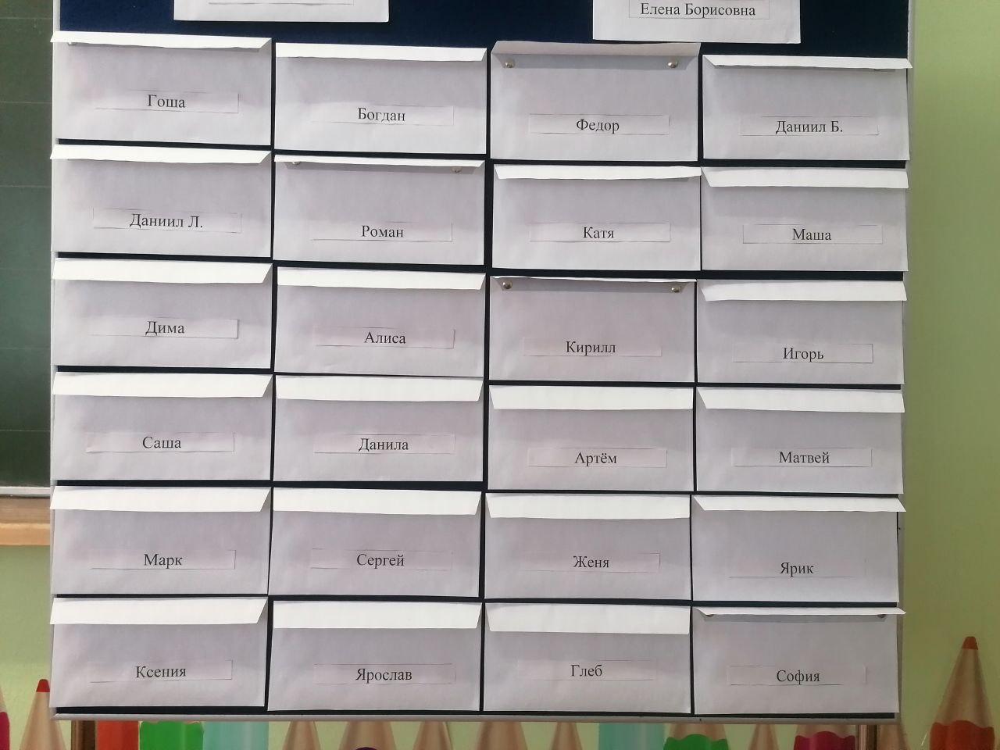 Елена Борисовна
Гоша
Богдан
Федор
Даниил Б.
Даниил Л.
Роман
Катя
Маша
Дима
Алиса
Кирилл
Игорь
Саша
Данила
Артём
Матвей
Марк
Сергей
Женя
Ярик
Ксения
Ярослав
Глеб
София